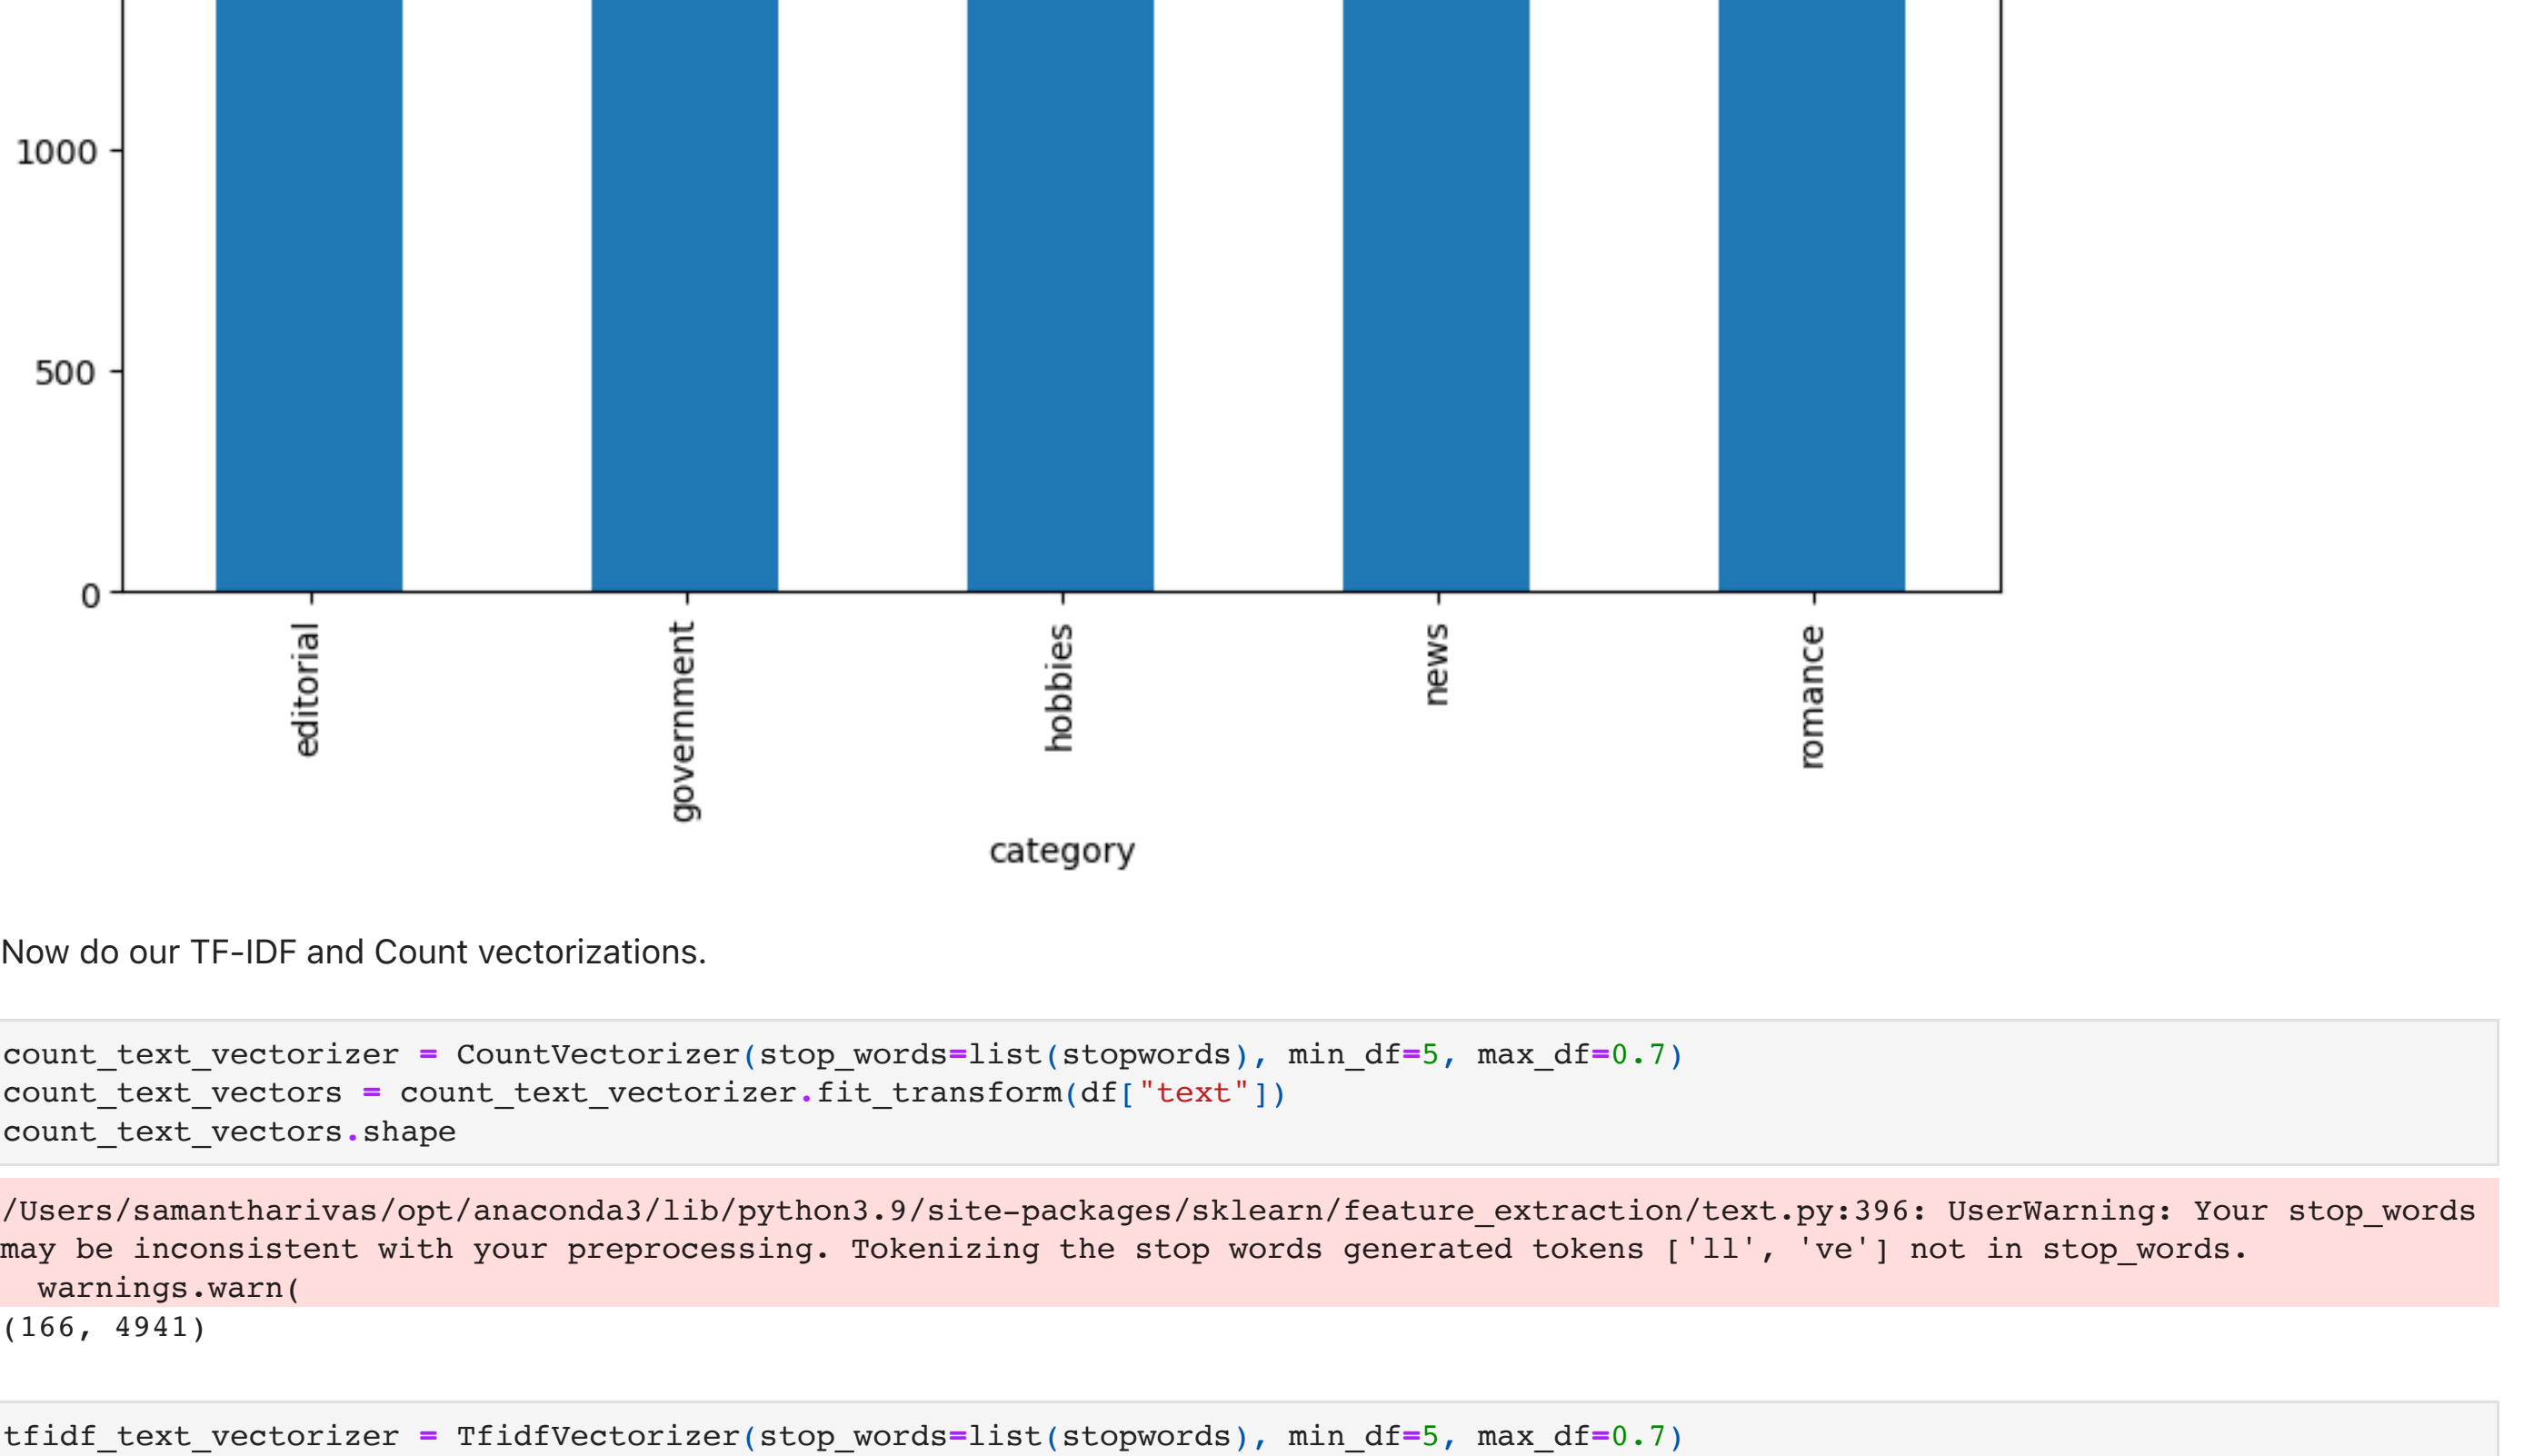 1000
500
0
editorial
government
hobbies
news
romance
category
Now do our TF-IDF and Count vectorizations.
count_text_vectorizer = CountVectorizer(stop_words=list(stopwords), min_df=5, max_df=0.7)
count_text_vectors = count_text_vectorizer.fit_transform(df["text"])
count_text_vectors.shape
/Users/samantharivas/opt/anaconda3/lib/python3.9/site-packages/sklearn/feature_extraction/text.py:396: UserWarning: Your stop_words
may be inconsistent with your preprocessing. Tokenizing the stop words generated tokens ['ll', 've'] not in stop_words.
  warnings.warn(
(166, 4941)
tfidf_text_vectorizer = TfidfVectorizer(stop_words=list(stopwords), min_df=5, max_df=0.7)